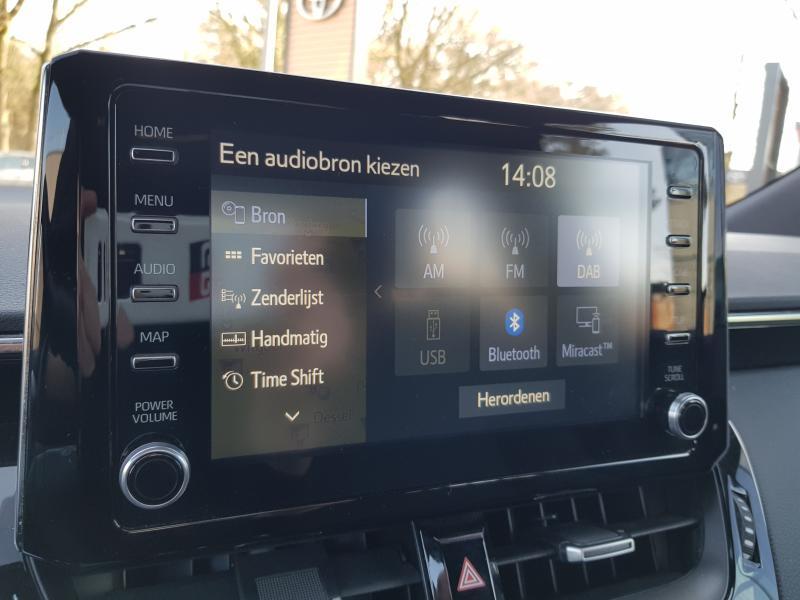 HOME
MENU
AUDIO
MAP
POWER
VOLUME
Een audiobron kiezen
14:08
Bron
Favorieten
Zenderlijst
Handmatig
Time Shift
Dessel
AM
FM
DAB
USB
Bluetooth
Miracast™
Herordenen
TUNE
SCROLL